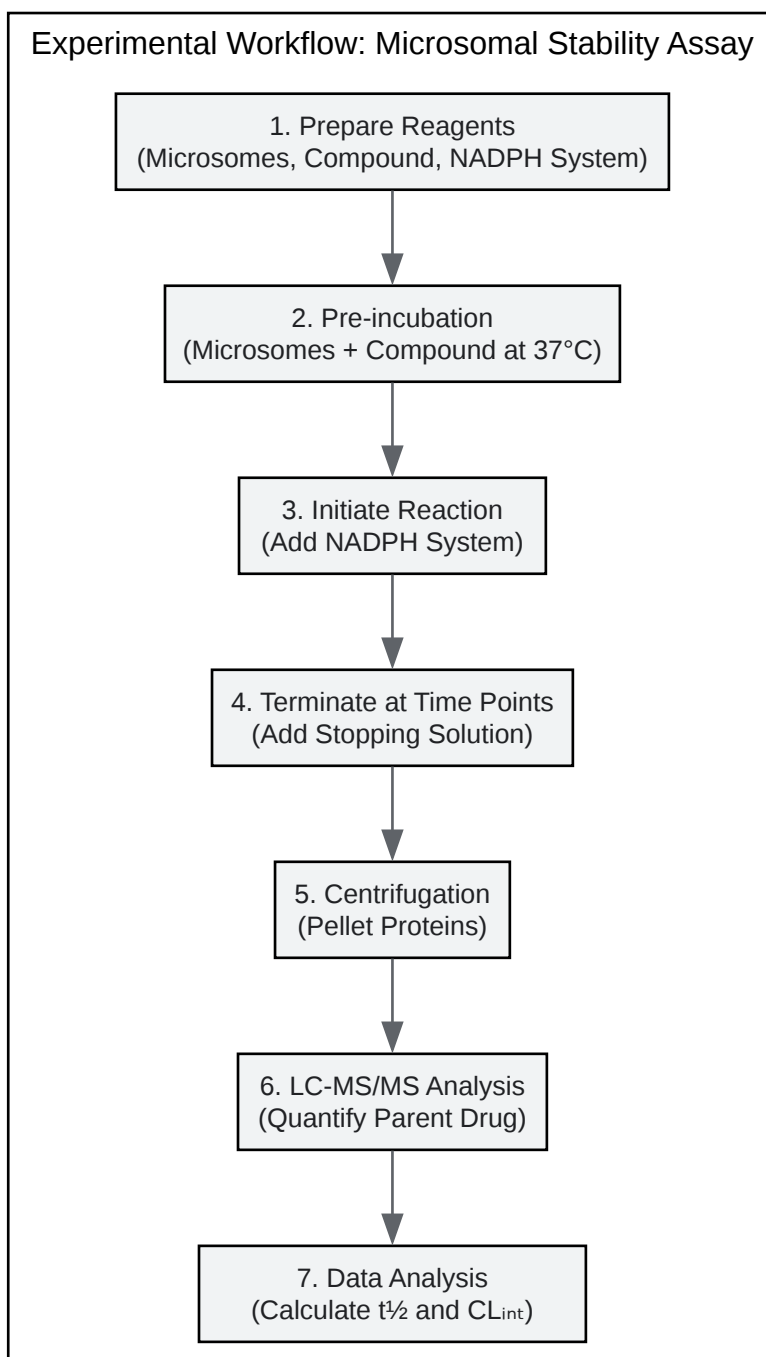 Experimental Workflow: Microsomal Stability Assay
1. Prepare Reagents
(Microsomes, Compound, NADPH System)
2. Pre-incubation
(Microsomes + Compound at 37°C)
3. Initiate Reaction
(Add NADPH System)
4. Terminate at Time Points
(Add Stopping Solution)
5. Centrifugation
(Pellet Proteins)
6. LC-MS/MS Analysis
(Quantify Parent Drug)
7. Data Analysis
(Calculate t½ and CLᵢₙₜ)